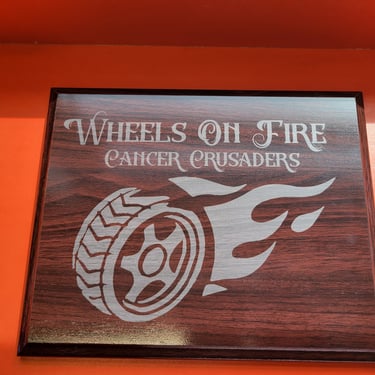 Wheels On Fire
Cancer Crusaders